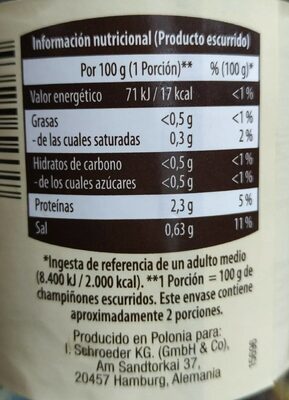 Información nutricional (Producto escurrido)
Por 100 g (1 Porción)** % (100 g)*
Valor energético 71 kJ / 17 kcal <1%
Grasas <0,5 g <1%
- de las cuales saturadas 0,3 g 2%
Hidratos de carbono <0,5 g <1%
- de los cuales azúcares <0,5 g <1%
Proteínas 2,3 g 5%
Sal 0,63 g 11%
*Ingesta de referencia de un adulto medio
(8.400 kJ / 2.000 kcal). **1 Porción = 100 g de
champiñones escurridos. Este envase contiene
aproximadamente 2 porciones.
Producido en Polonia para:
I. Schroeder KG. (GmbH & Co),
Am Sandtorkai 37,
20457 Hamburg, Alemania